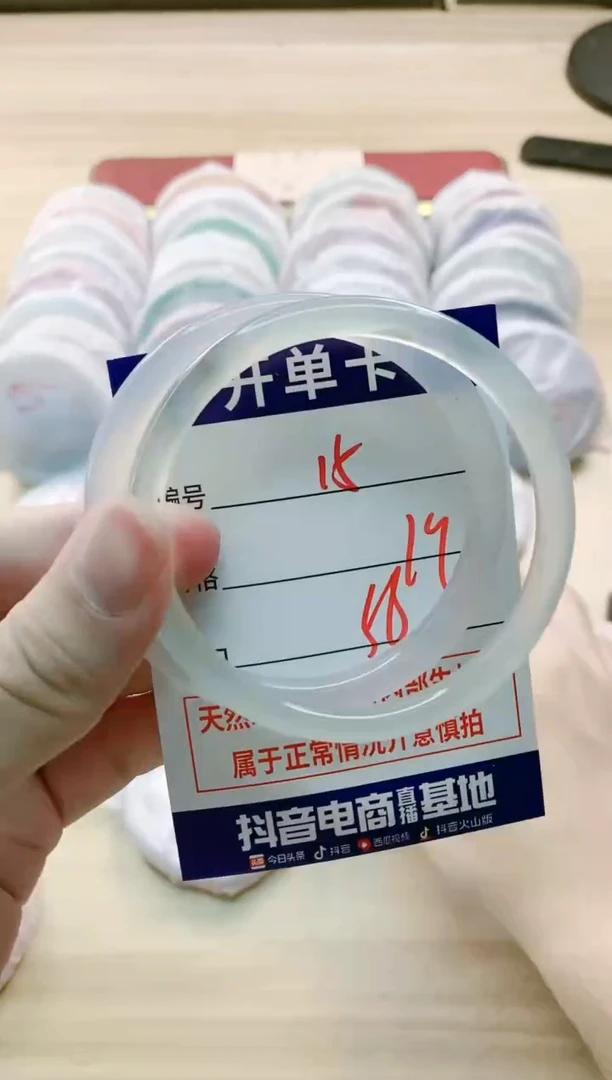 开单卡
编号 15
格 19
58
天然
属于正常情况介意慎拍
抖音电商直播基地
今日头条 抖音 西瓜视频 抖音火山版